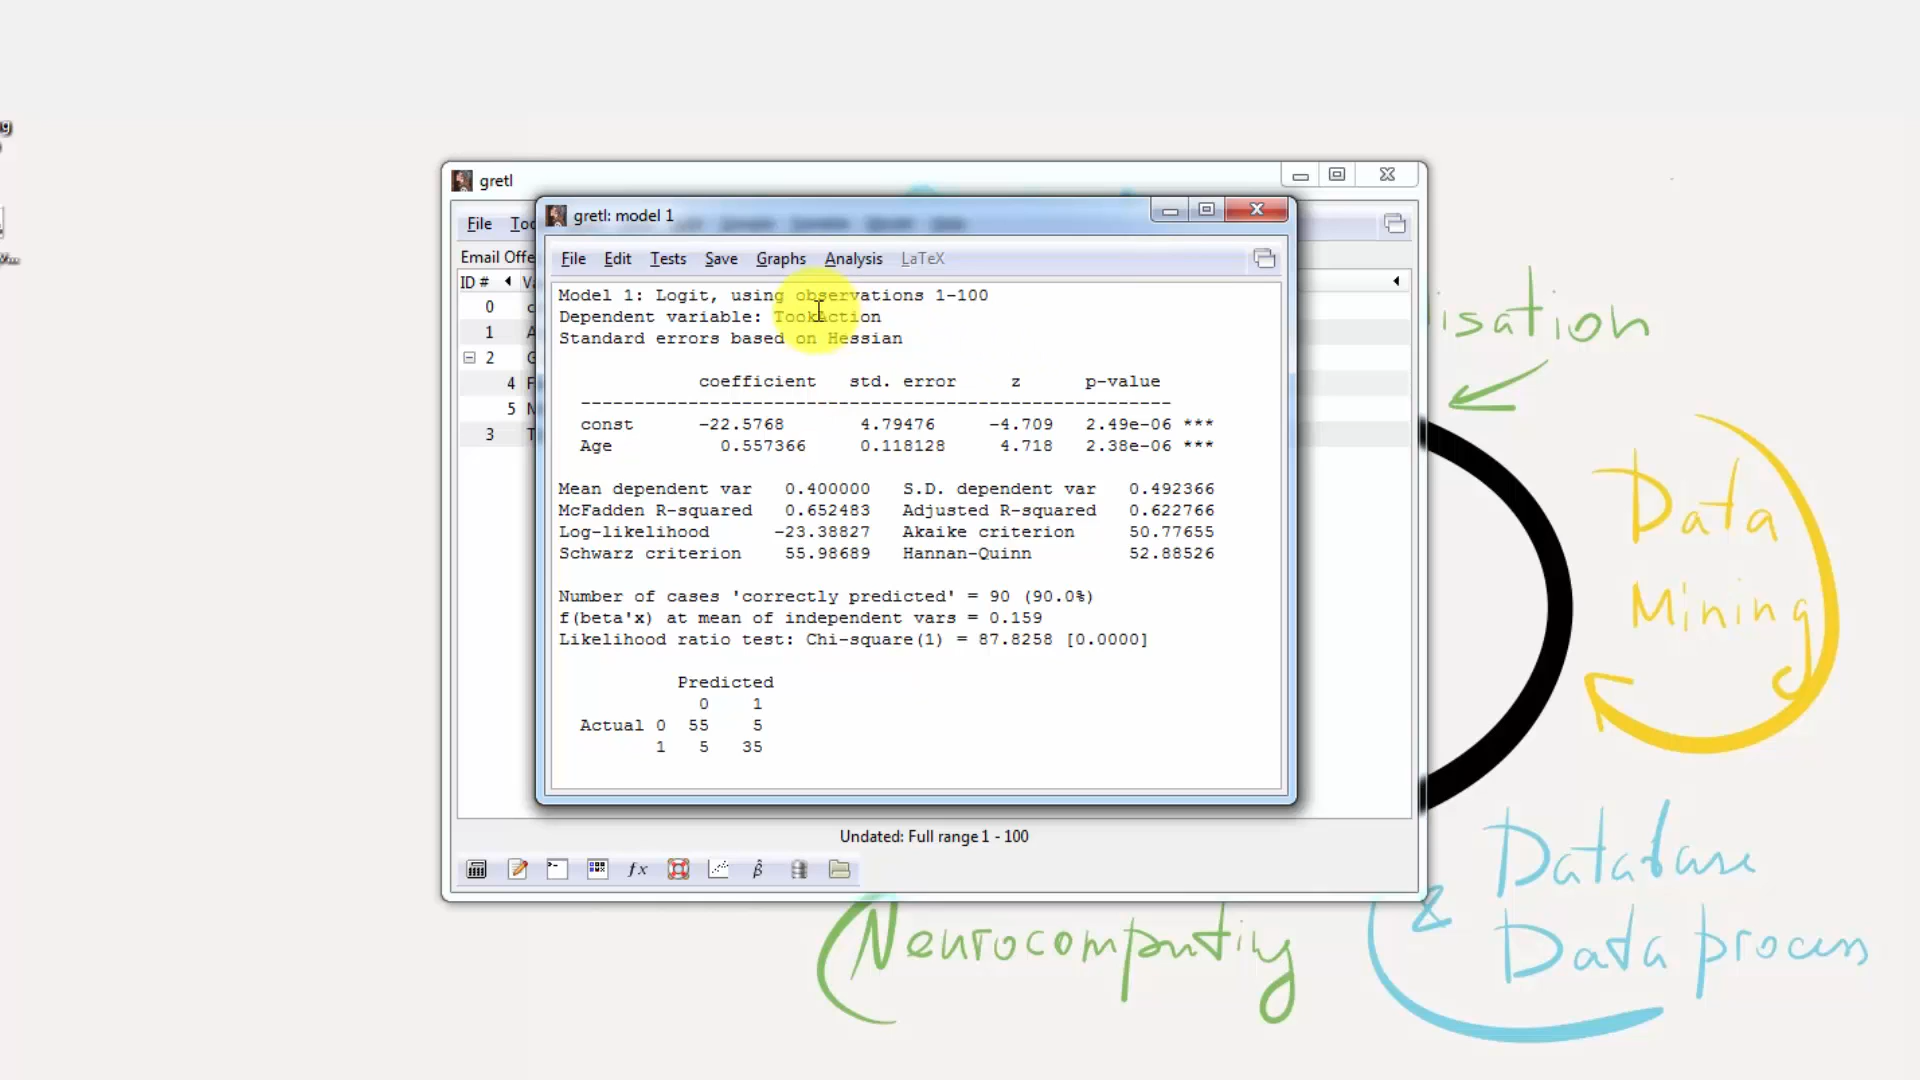 gretl
gretl: model 1
File
Email Offe
ID #
0
1
2
4
5
3
File Edit Tests Save Graphs Analysis LaTeX
Model 1: Logit, using observations 1-100
Dependent variable: TookAction
Standard errors based on Hessian
coefficient std. error z p-value
---------------------------------------------------------
const -22.5768 4.79476 -4.709 2.49e-06 ***
Age 0.557366 0.118128 4.718 2.38e-06 ***
Mean dependent var 0.400000 S.D. dependent var 0.492366
McFadden R-squared 0.652483 Adjusted R-squared 0.622766
Log-likelihood -23.38827 Akaike criterion 50.77655
Schwarz criterion 55.98689 Hannan-Quinn 52.88526
Number of cases 'correctly predicted' = 90 (90.0%)
f(beta'x) at mean of independent vars = 0.159
Likelihood ratio test: Chi-square(1) = 87.8258 [0.0000]
Predicted
0 1
Actual 0 55 5
1 5 35
Undated: Full range 1 - 100
fx
β̂
isation
Data
Mining
Database
& Data process
Neurocomputing